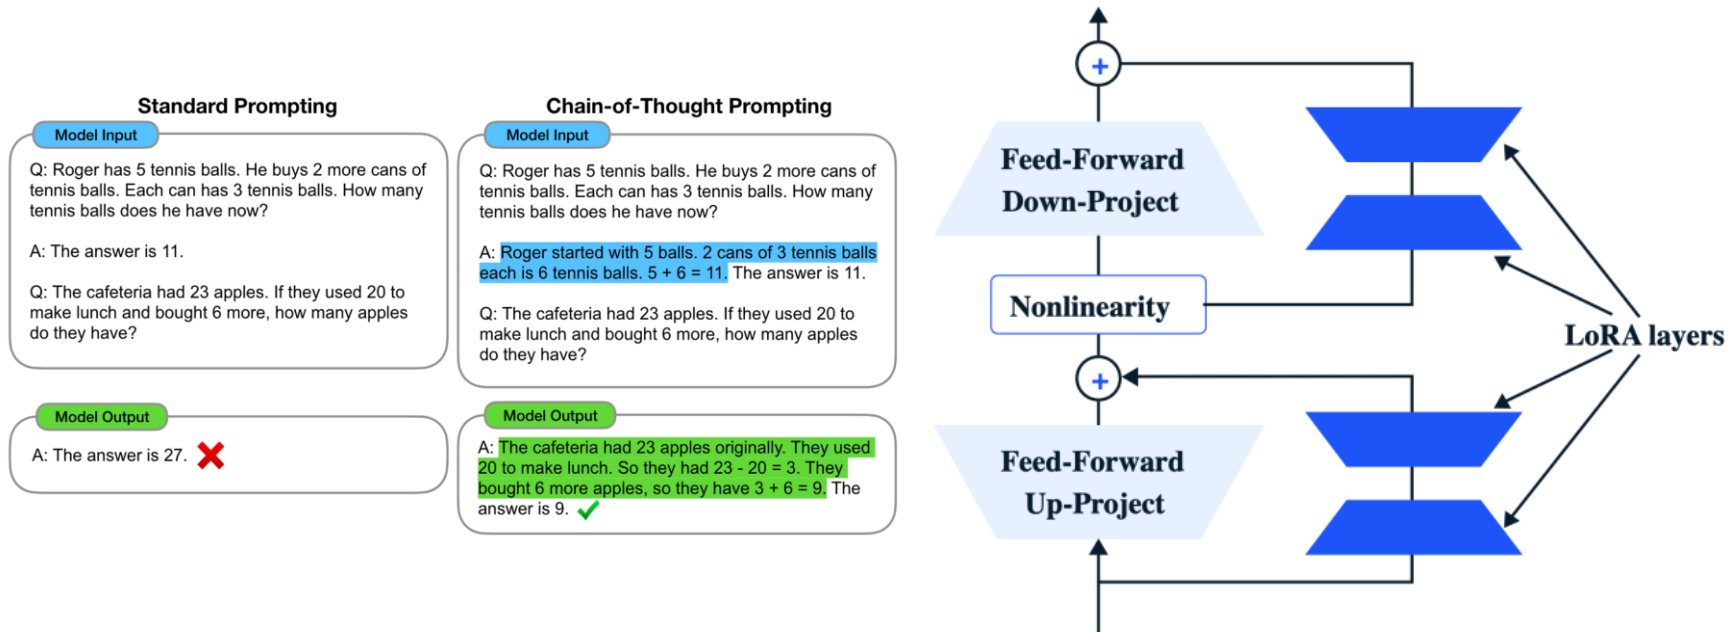 Standard Prompting
Model Input
Q: Roger has 5 tennis balls. He buys 2 more cans of
tennis balls. Each can has 3 tennis balls. How many
tennis balls does he have now?
A: The answer is 11.
Q: The cafeteria had 23 apples. If they used 20 to
make lunch and bought 6 more, how many apples
do they have?
Model Output
A: The answer is 27.
Chain-of-Thought Prompting
Model Input
Q: Roger has 5 tennis balls. He buys 2 more cans of
tennis balls. Each can has 3 tennis balls. How many
tennis balls does he have now?
A: Roger started with 5 balls. 2 cans of 3 tennis balls
each is 6 tennis balls. 5 + 6 = 11. The answer is 11.
Q: The cafeteria had 23 apples. If they used 20 to
make lunch and bought 6 more, how many apples
do they have?
Model Output
A: The cafeteria had 23 apples originally. They used
20 to make lunch. So they had 23 - 20 = 3. They
bought 6 more apples, so they have 3 + 6 = 9. The
answer is 9.
+
Feed-Forward
Down-Project
Nonlinearity
+
Feed-Forward
Up-Project
LoRA layers